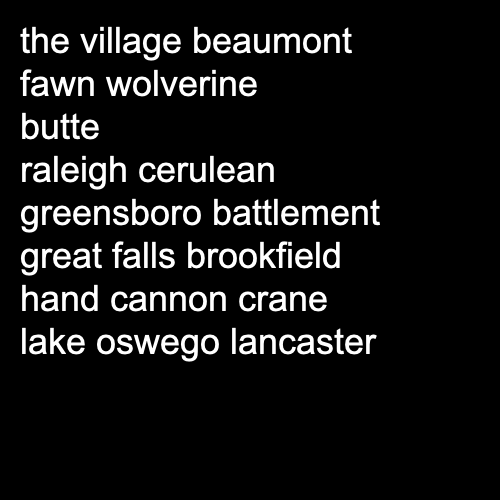 the village beaumont
fawn wolverine
butte
raleigh cerulean
greensboro battlement
great falls brookfield
hand cannon crane
lake oswego lancaster